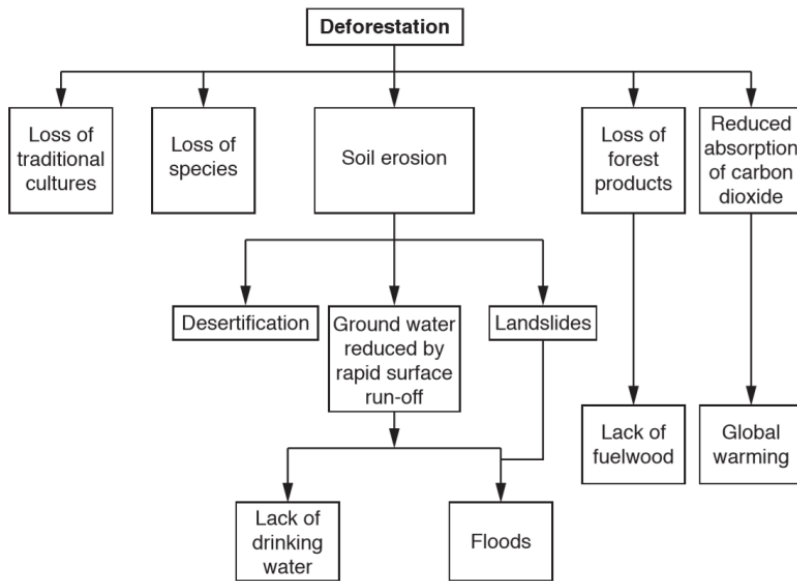 Deforestation
Loss of
traditional
cultures
Loss of
species
Soil erosion
Loss of
forest
products
Reduced
absorption
of carbon
dioxide
Desertification
Ground water
reduced by
rapid surface
run-off
Landslides
Lack of
fuelwood
Global
warming
Lack of
drinking
water
Floods